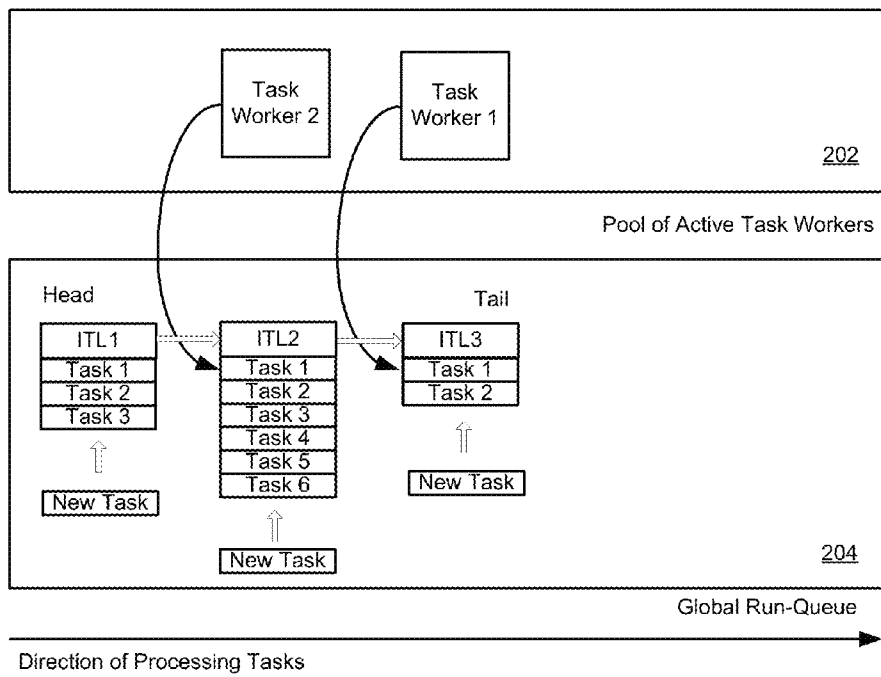 Task
Worker 2
Task
Worker 1
202
Pool of Active Task Workers
Head
Tail
ITL1
Task 1
Task 2
Task 3
New Task
ITL2
Task 1
Task 2
Task 3
Task 4
Task 5
Task 6
New Task
ITL3
Task 1
Task 2
New Task
204
Global Run-Queue
Direction of Processing Tasks